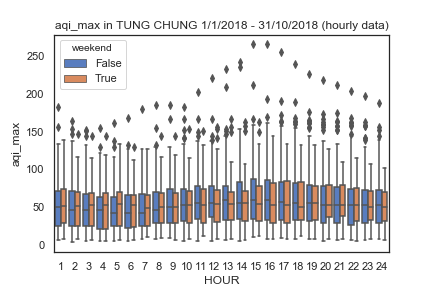 aqi_max in TUNG CHUNG 1/1/2018 - 31/10/2018 (hourly data)
weekend
False
True
250
200
150
100
50
0
aqi_max
1 2 3 4 5 6 7 8 9 10 11 12 13 14 15 16 17 18 19 20 21 22 23 24
HOUR